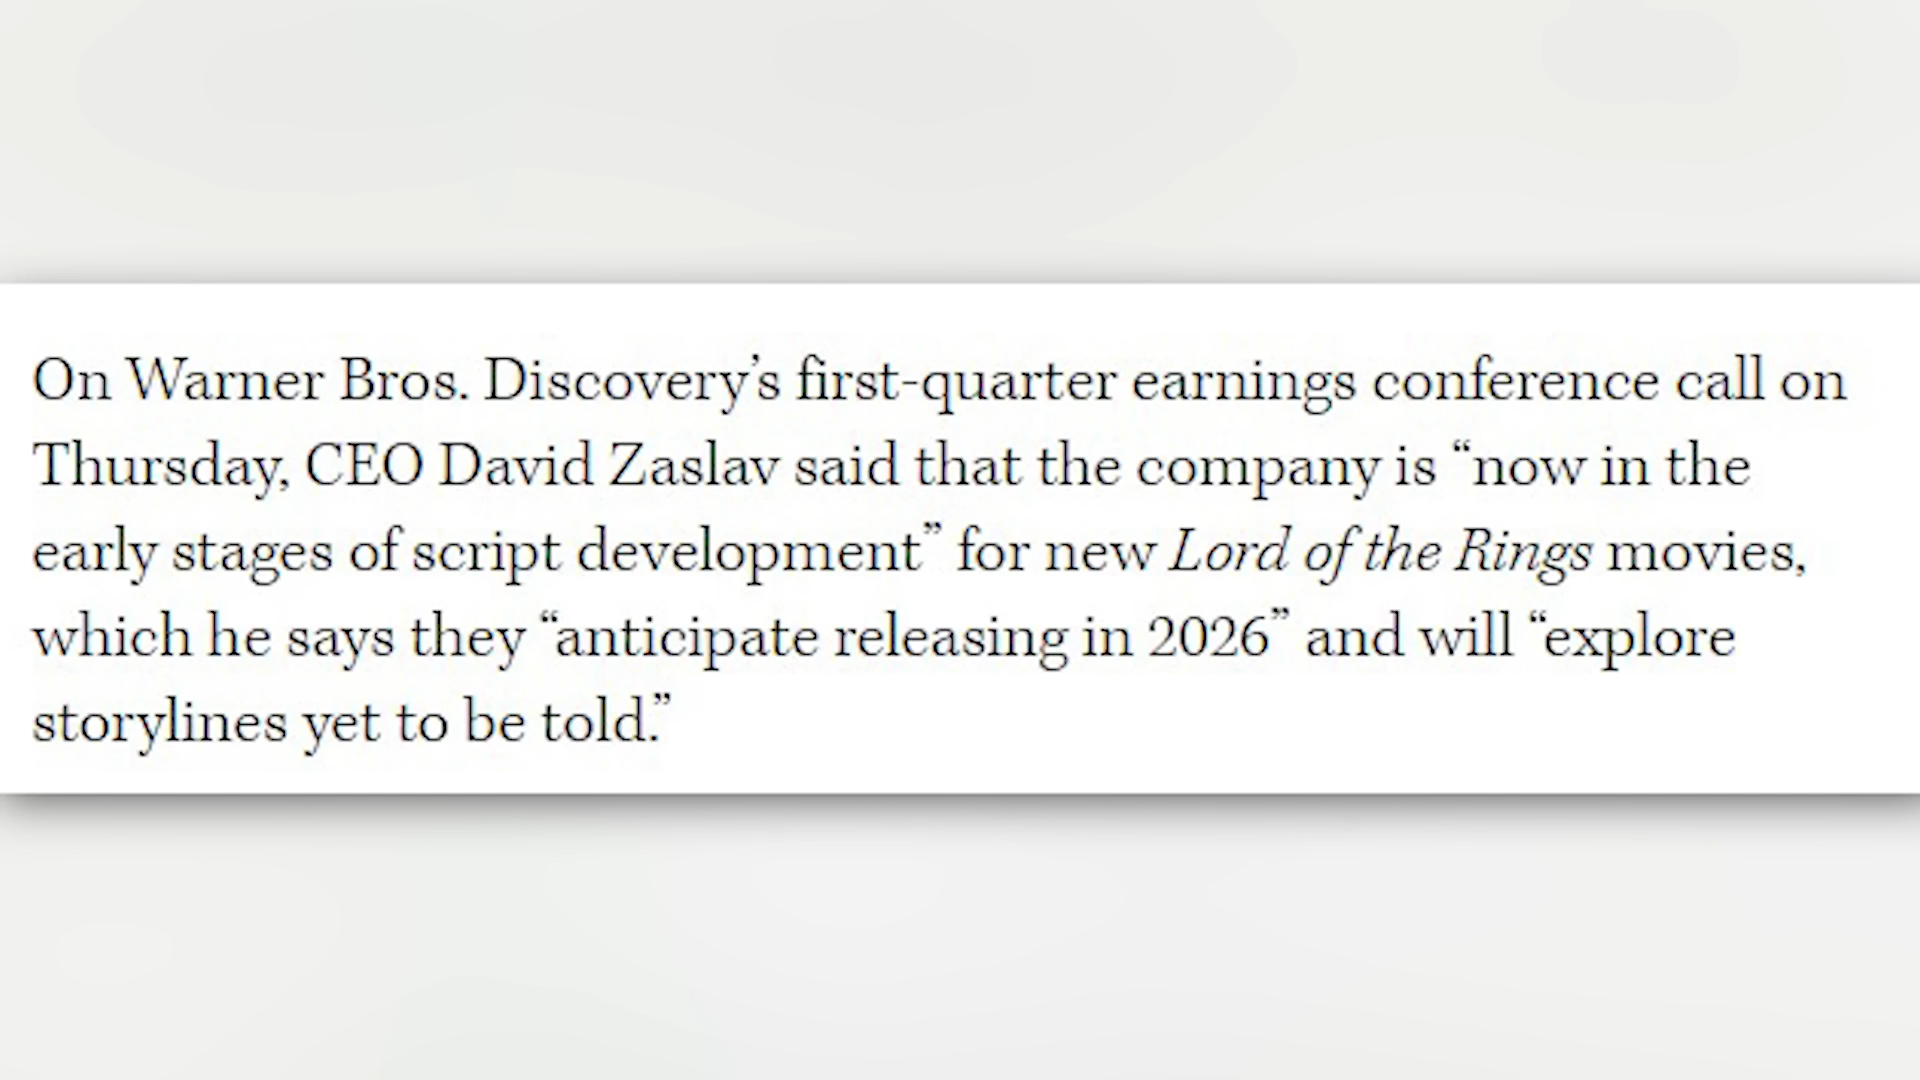 On Warner Bros. Discovery’s first-quarter earnings conference call on
Thursday, CEO David Zaslav said that the company is “now in the
early stages of script development” for new Lord of the Rings movies,
which he says they “anticipate releasing in 2026” and will “explore
storylines yet to be told.”